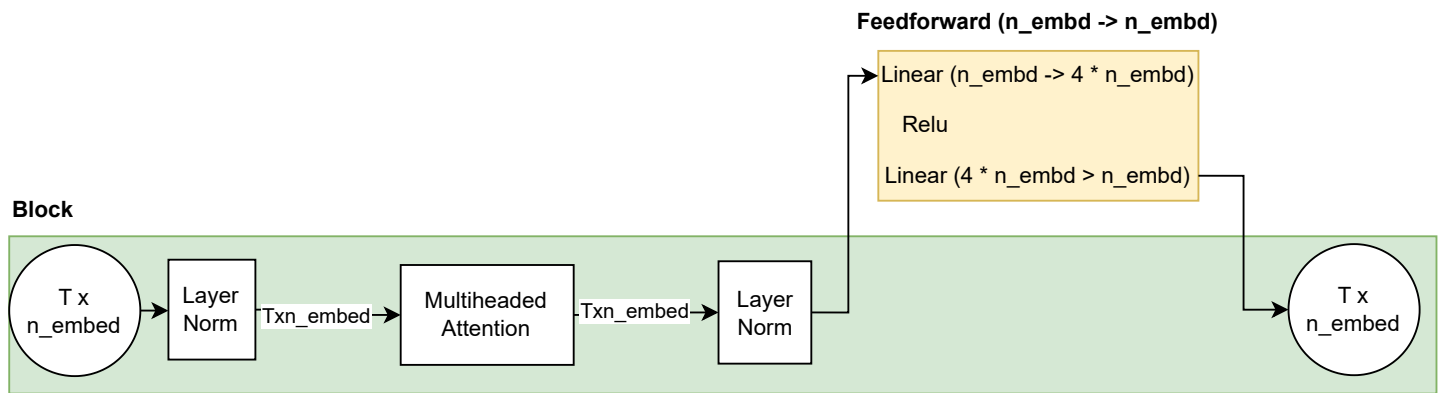 Feedforward (n_embd -> n_embd)
Linear (n_embd -> 4 * n_embd)
Relu
Linear (4 * n_embd > n_embd)
Block
T x
n_embed
Layer
Norm
Txn_embed
Multiheaded
Attention
Txn_embed
Layer
Norm
T x
n_embed